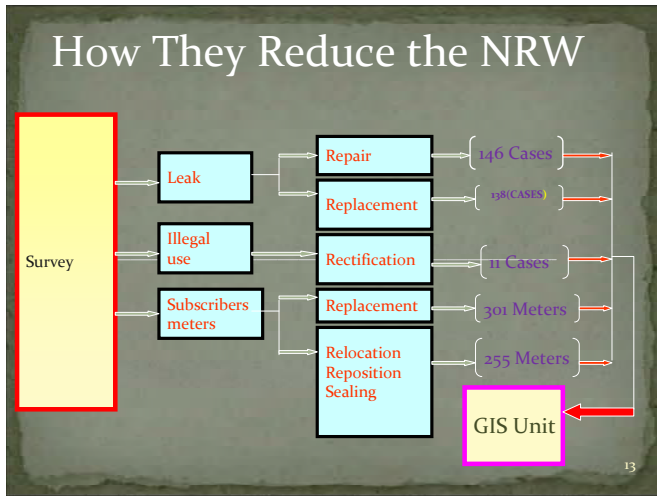 How They Reduce the NRW
Survey
Leak
Repair
146 Cases
Replacement
138(CASES)
Illegal
use
Rectification
11 Cases
Subscribers
meters
Replacement
301 Meters
Relocation
Reposition
Sealing
255 Meters
GIS Unit
13